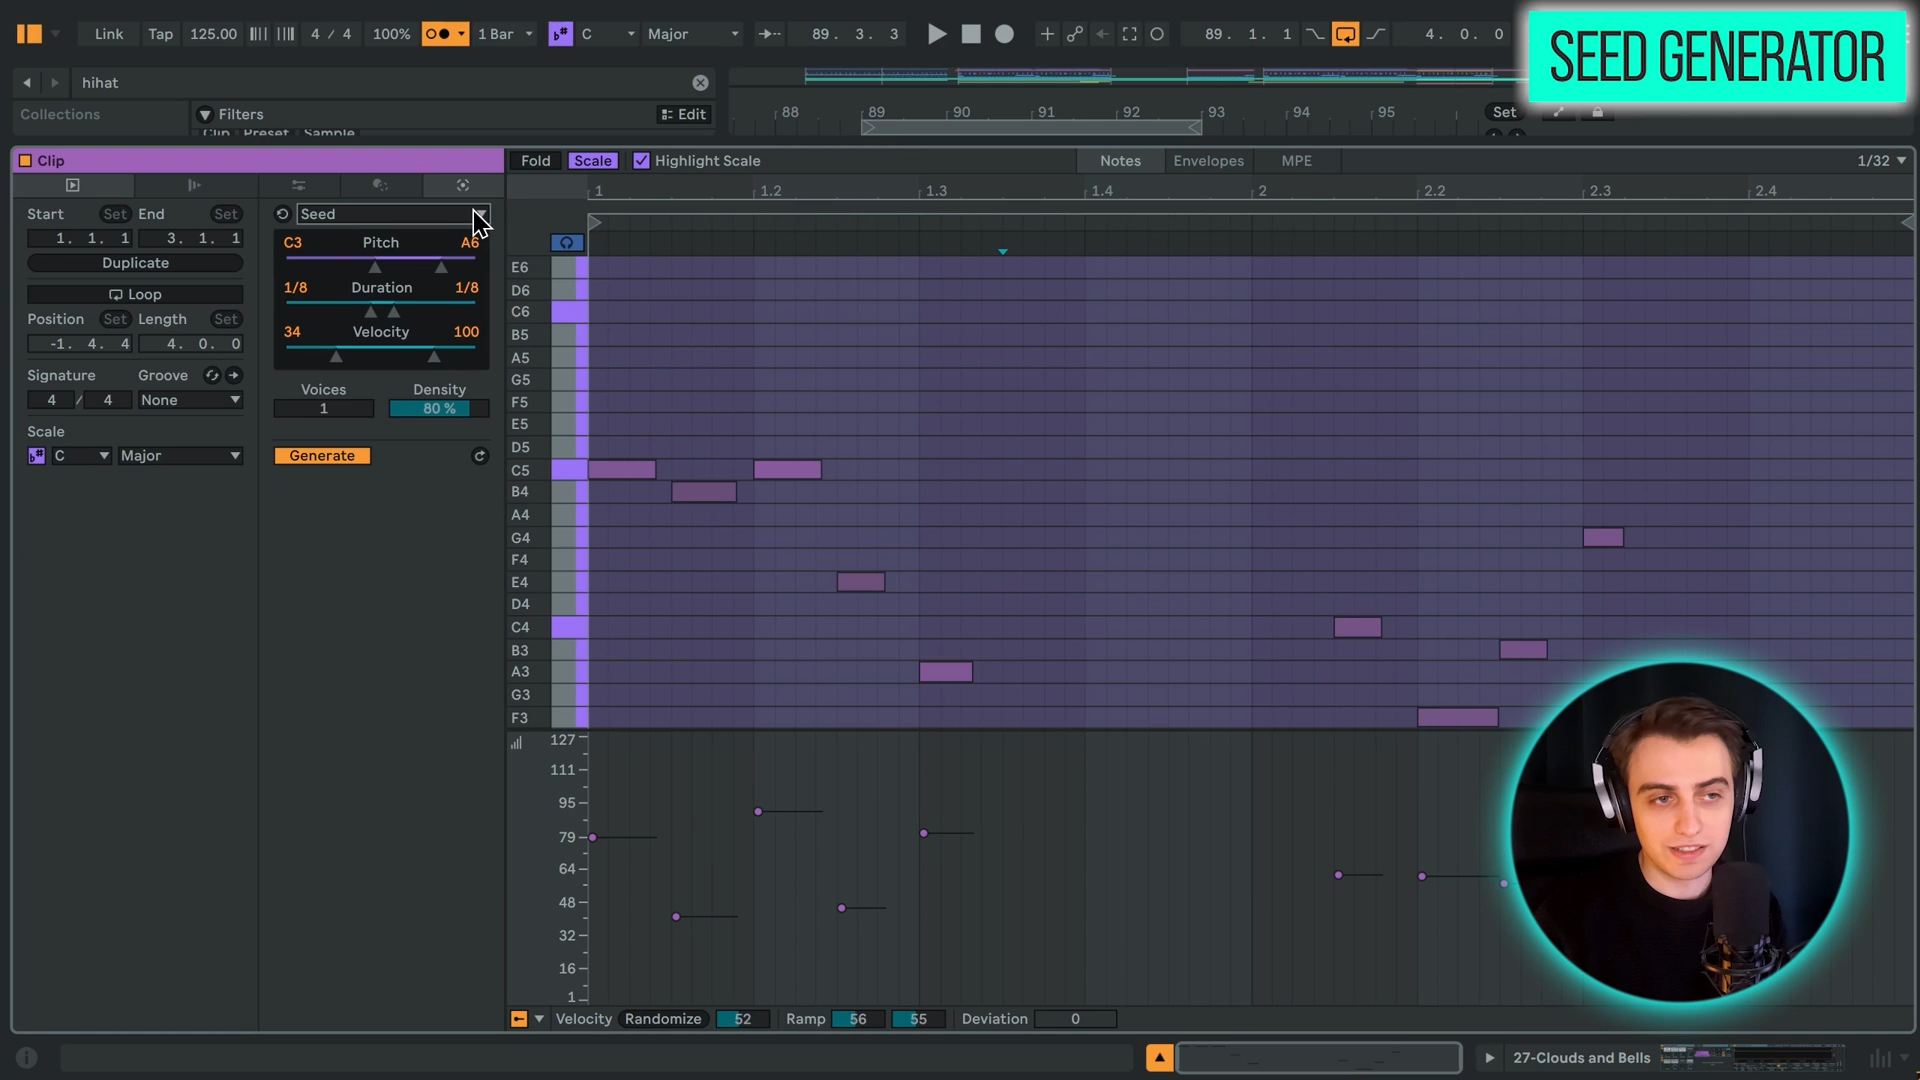 Link Tap 125.00 4 / 4 100% 1 Bar C Major 89. 3. 3 89. 1. 1 4. 0. 0
SEED GENERATOR
hihat
Collections Filters Edit
Clip Preset Sample
88 89 90 91 92 93 94 95 Set
Clip Fold Scale Highlight Scale Notes Envelopes MPE 1/32
1 1.2 1.3 1.4 2 2.2 2.3 2.4
Start Set End Set
1. 1. 1 3. 1. 1
Duplicate
Loop
Position Set Length Set
-1. 4. 4 4. 0. 0
Signature Groove
4 / 4 None
Scale
C Major
Seed
C3 Pitch A6
1/8 Duration 1/8
34 Velocity 100
Voices Density
1 80 %
Generate
E6
D6
C6
B5
A5
G5
F5
E5
D5
C5
B4
A4
G4
F4
E4
D4
C4
B3
A3
G3
F3
127
111
95
79
64
48
32
16
1
Velocity Randomize 52 Ramp 56 55 Deviation 0
27-Clouds and Bells